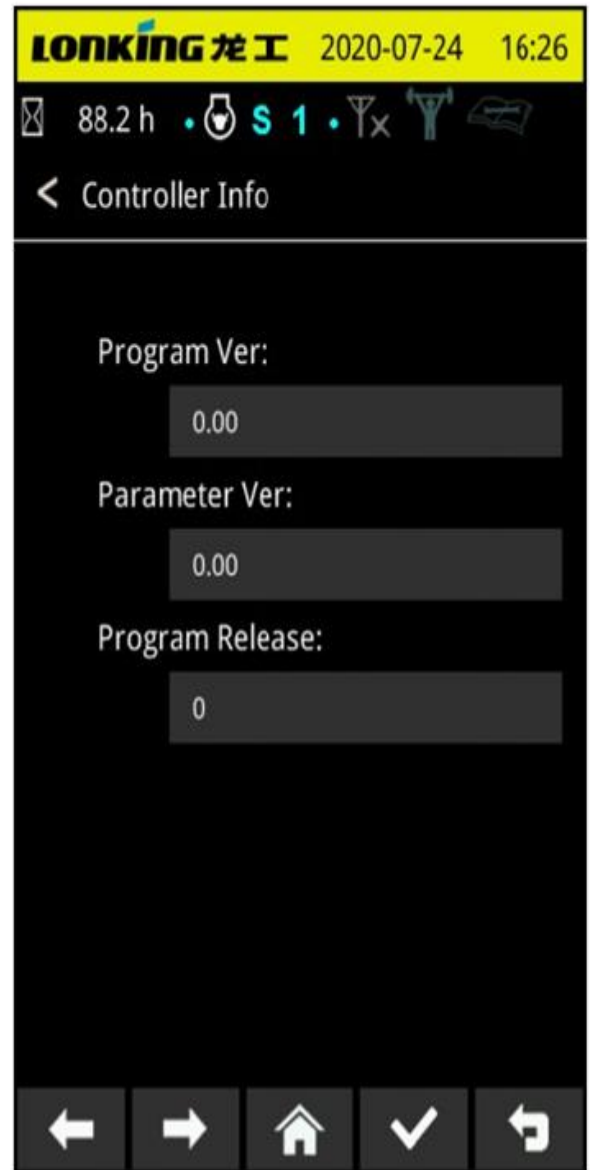 LONKING龙工 2020-07-24 16:26
88.2 h S 1
< Controller Info
Program Ver:
0.00
Parameter Ver:
0.00
Program Release:
0